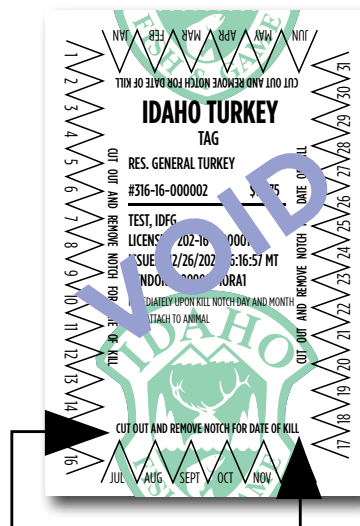 JAN FEB MAR APR MAY JUN
CUT OUT AND REMOVE NOTCH FOR DATE OF KILL
FISH & GAME
IDAHO TURKEY
TAG
RES. GENERAL TURKEY
#316-16-000002 $ 75
TEST, IDFG
VOID
ATTACH TO ANIMAL
NOTCH DAY AND MONTH
1 2 3 4 5 6 7 8 9 10 11 12 13 14 16
CUT OUT AND REMOVE NOTCH FOR DATE OF KILL
31 30 29 28 27 26 25 24 23 22 21 20 19 18 17
CUT OUT AND REMOVE NOTCH DATE OF KILL
IDAHO
CUT OUT AND REMOVE NOTCH FOR DATE OF KILL
FISH GAME
JUL AUG SEPT OCT NOV